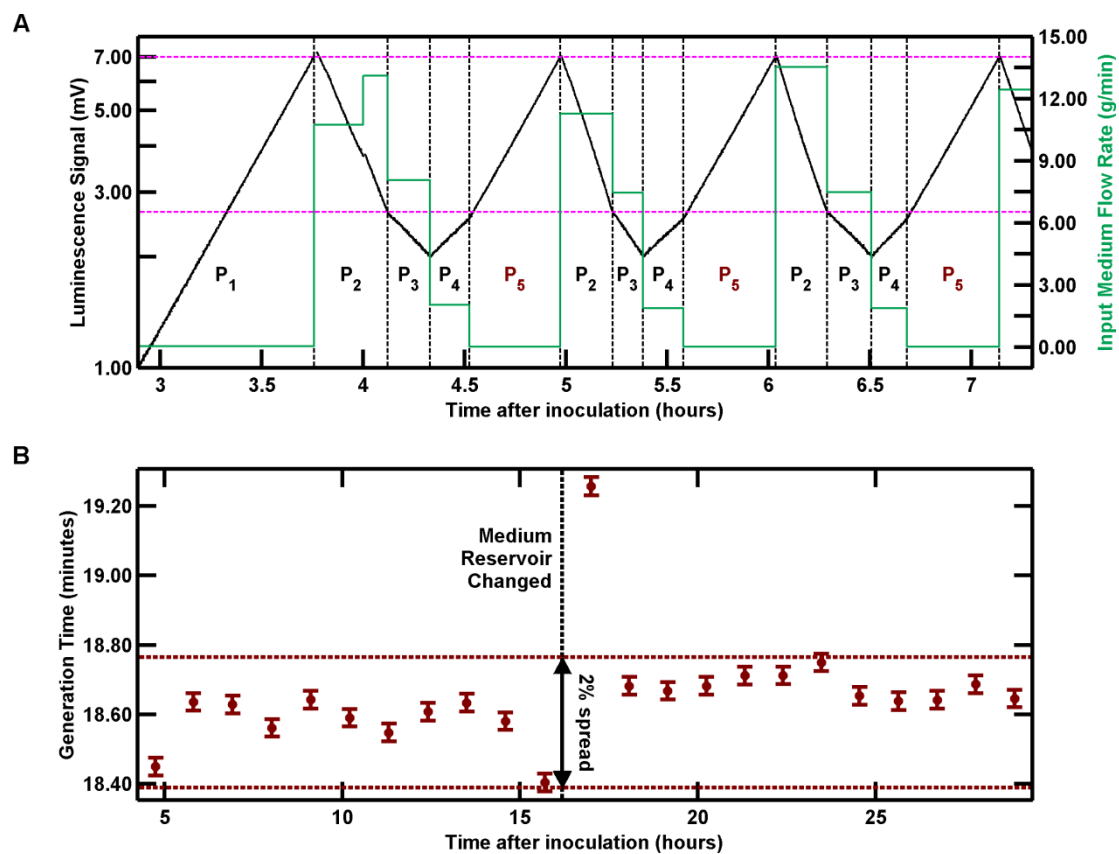 A
7.00
5.00
3.00
1.00
Luminescence Signal (mV)
15.00
12.00
9.00
6.00
3.00
0.00
Input Medium Flow Rate (g/min)
P1 P2 P3 P4 P5 P2 P3 P4 P5 P2 P3 P4 P5
3 3.5 4 4.5 5 5.5 6 6.5 7
Time after inoculation (hours)
B
19.20
19.00
18.80
18.60
18.40
Generation Time (minutes)
Medium
Reservoir
Changed
2% spread
5 10 15 20 25
Time after inoculation (hours)